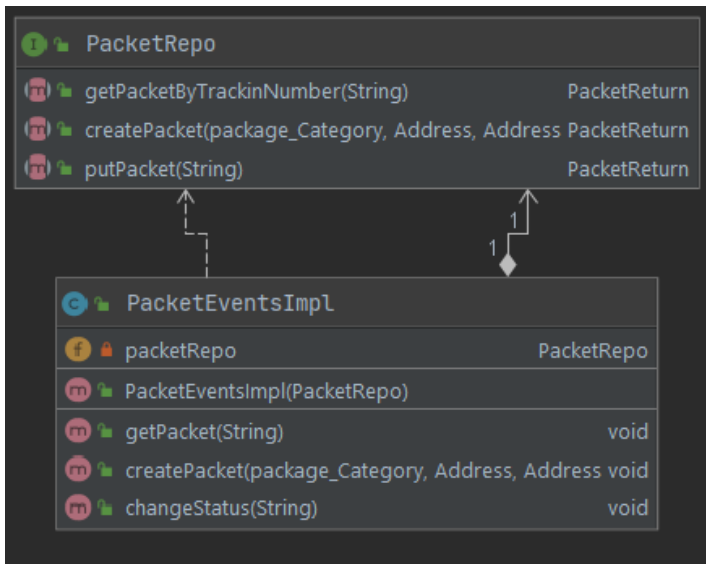 I PacketRepo
m getPacketByTrackinNumber(String) PacketReturn
m createPacket(package_Category, Address, Address PacketReturn
m putPacket(String) PacketReturn
1
1
C PacketEventsImpl
f packetRepo PacketRepo
m PacketEventsImpl(PacketRepo)
m getPacket(String) void
m createPacket(package_Category, Address, Address void
m changeStatus(String) void